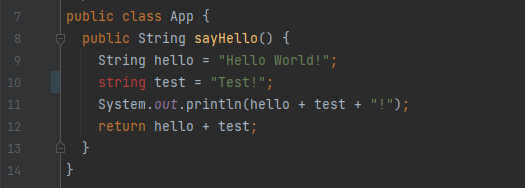 7 public class App {
8   public String sayHello() {
9     String hello = "Hello World!";
10     string test = "Test!";
11     System.out.println(hello + test + "!");
12     return hello + test;
13   }
14 }